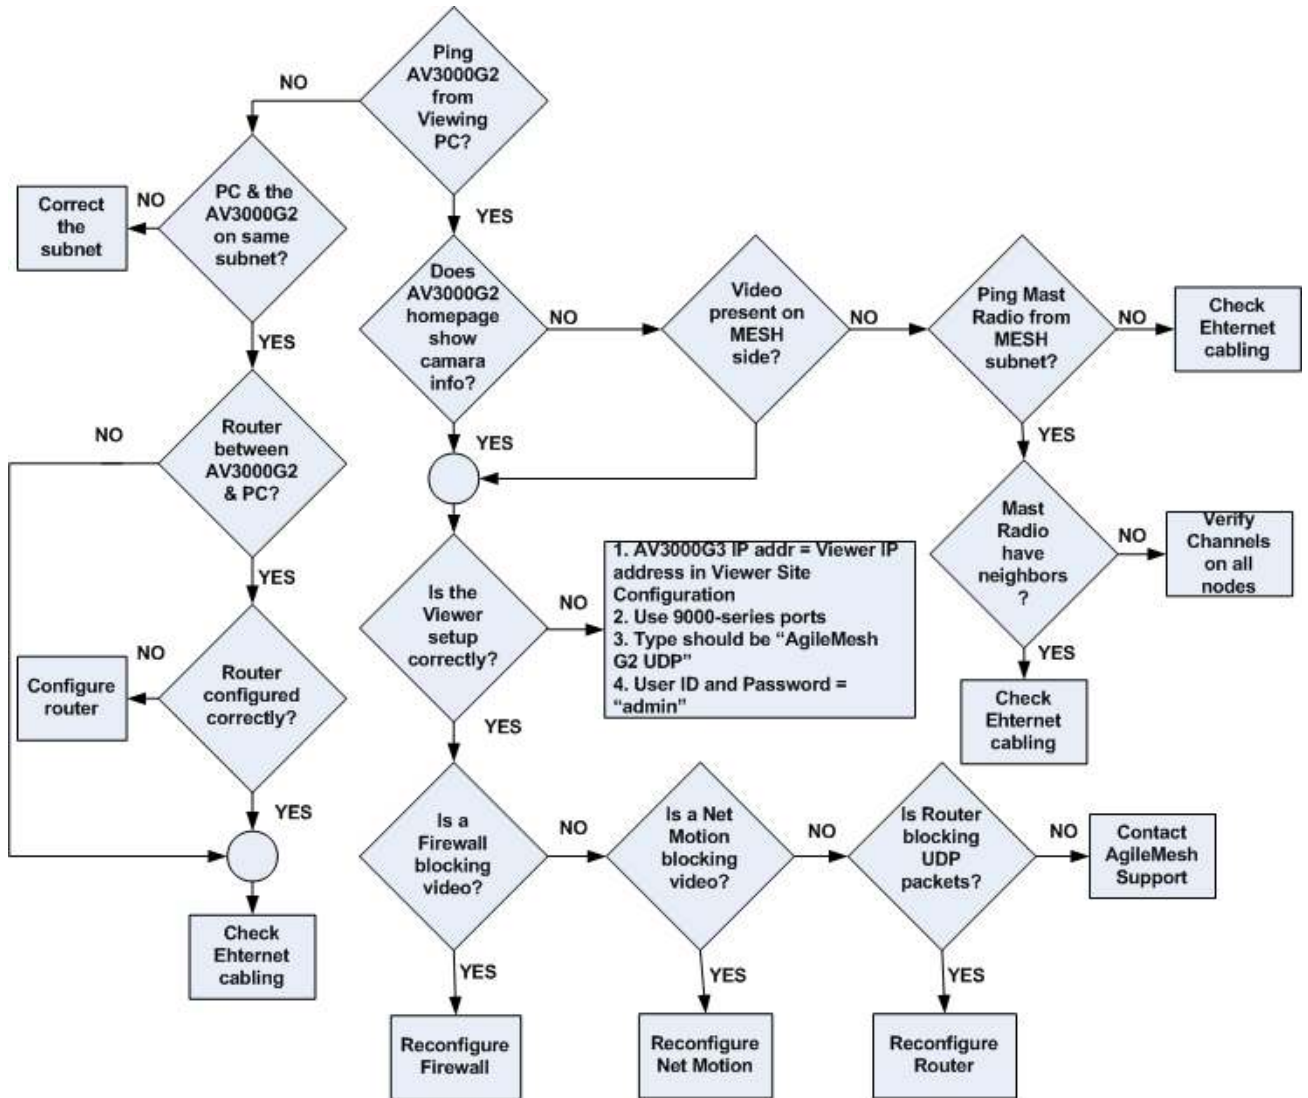 Ping
AV3000G2
from
Viewing
PC?
NO
YES
PC & the
AV3000G2
on same
subnet?
NO
Correct
the
subnet
YES
Does
AV3000G2
homepage
show
camara
info?
NO
YES
Video
present on
MESH
side?
NO
Ping Mast
Radio from
MESH
subnet?
NO
Check
Ehternet
cabling
YES
Router
between
AV3000G2
& PC?
NO
YES
Mast
Radio
have
neighbors
?
NO
Verify
Channels
on all
nodes
YES
Check
Ehternet
cabling
Is the
Viewer
setup
correctly?
NO
YES
1. AV3000G3 IP addr = Viewer IP
address in Viewer Site
Configuration
2. Use 9000-series ports
3. Type should be “AgileMesh
G2 UDP”
4. User ID and Password =
“admin”
Router
configured
correctly?
NO
Configure
router
YES
Check
Ehternet
cabling
Is a
Firewall
blocking
video?
NO
YES
Reconfigure
Firewall
Is a Net
Motion
blocking
video?
NO
YES
Reconfigure
Net Motion
Is Router
blocking
UDP
packets?
NO
YES
Reconfigure
Router
Contact
AgileMesh
Support